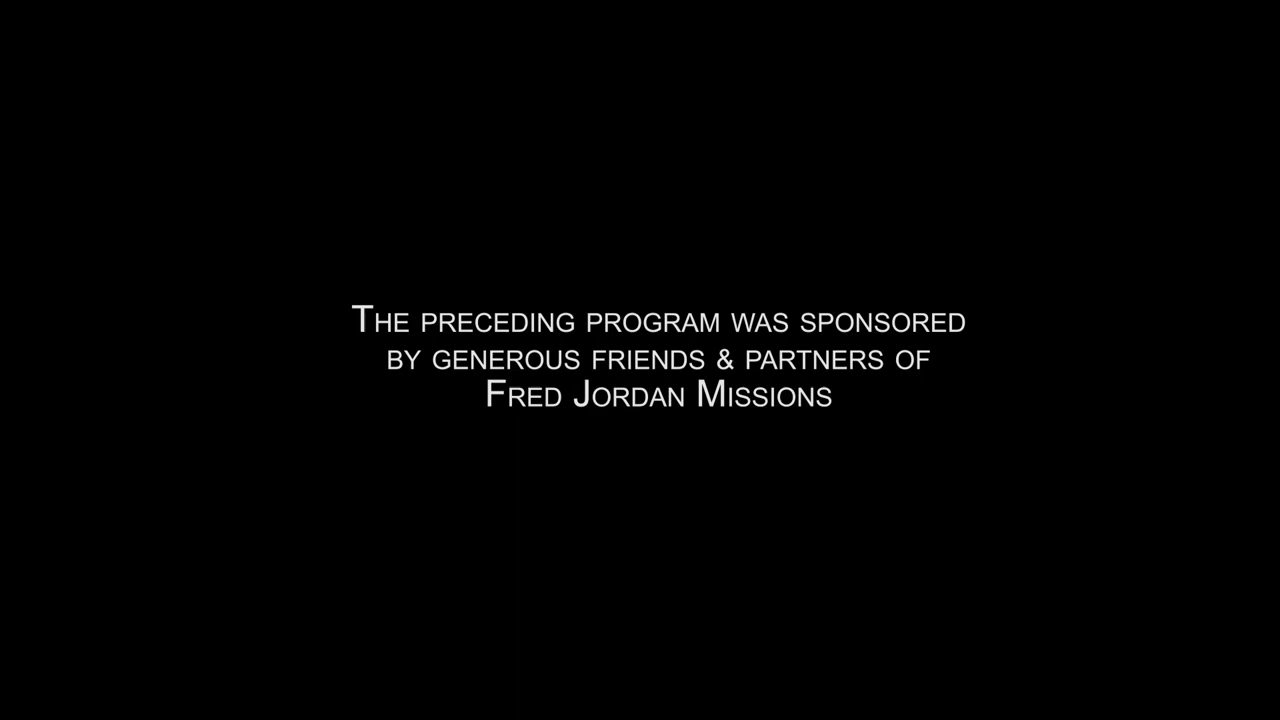 The preceding program was sponsored
by generous friends & partners of
Fred Jordan Missions